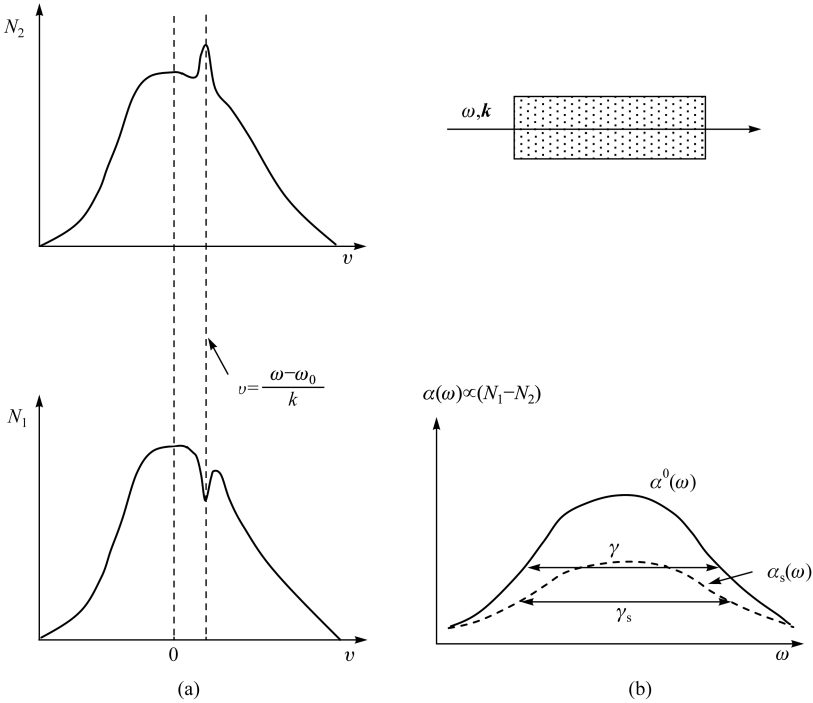 N₂
υ
ω,k
υ=(ω−ω₀)/k
N₁
0
υ
(a)
α(ω)∝(N₁−N₂)
α⁰(ω)
γ
αₛ(ω)
γₛ
ω
(b)